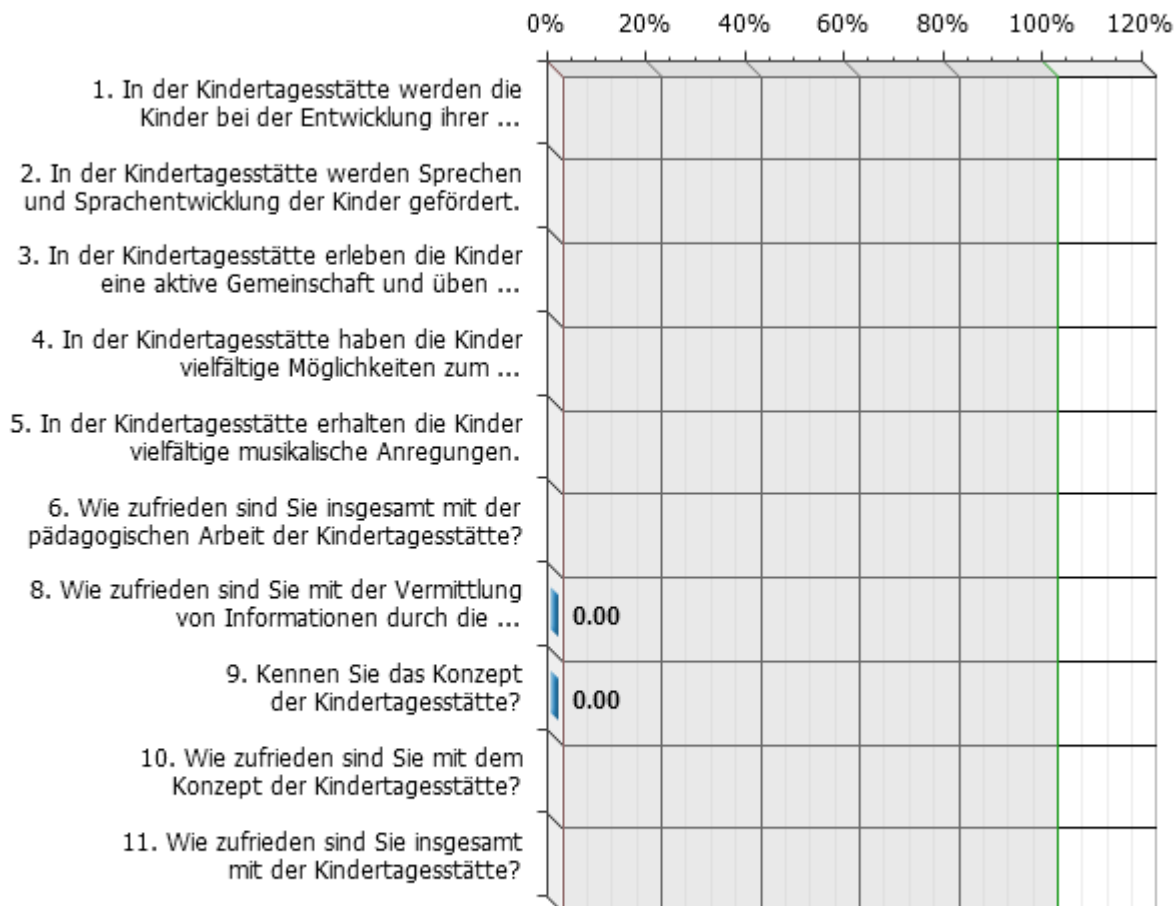 0% 20% 40% 60% 80% 100% 120%
1. In der Kindertagesstätte werden die
Kinder bei der Entwicklung ihrer ...
2. In der Kindertagesstätte werden Sprechen
und Sprachentwicklung der Kinder gefördert.
3. In der Kindertagesstätte erleben die Kinder
eine aktive Gemeinschaft und üben ...
4. In der Kindertagesstätte haben die Kinder
vielfältige Möglichkeiten zum ...
5. In der Kindertagesstätte erhalten die Kinder
vielfältige musikalische Anregungen.
6. Wie zufrieden sind Sie insgesamt mit der
pädagogischen Arbeit der Kindertagesstätte?
8. Wie zufrieden sind Sie mit der Vermittlung
von Informationen durch die ...
0.00
9. Kennen Sie das Konzept
der Kindertagesstätte?
0.00
10. Wie zufrieden sind Sie mit dem
Konzept der Kindertagesstätte?
11. Wie zufrieden sind Sie insgesamt
mit der Kindertagesstätte?